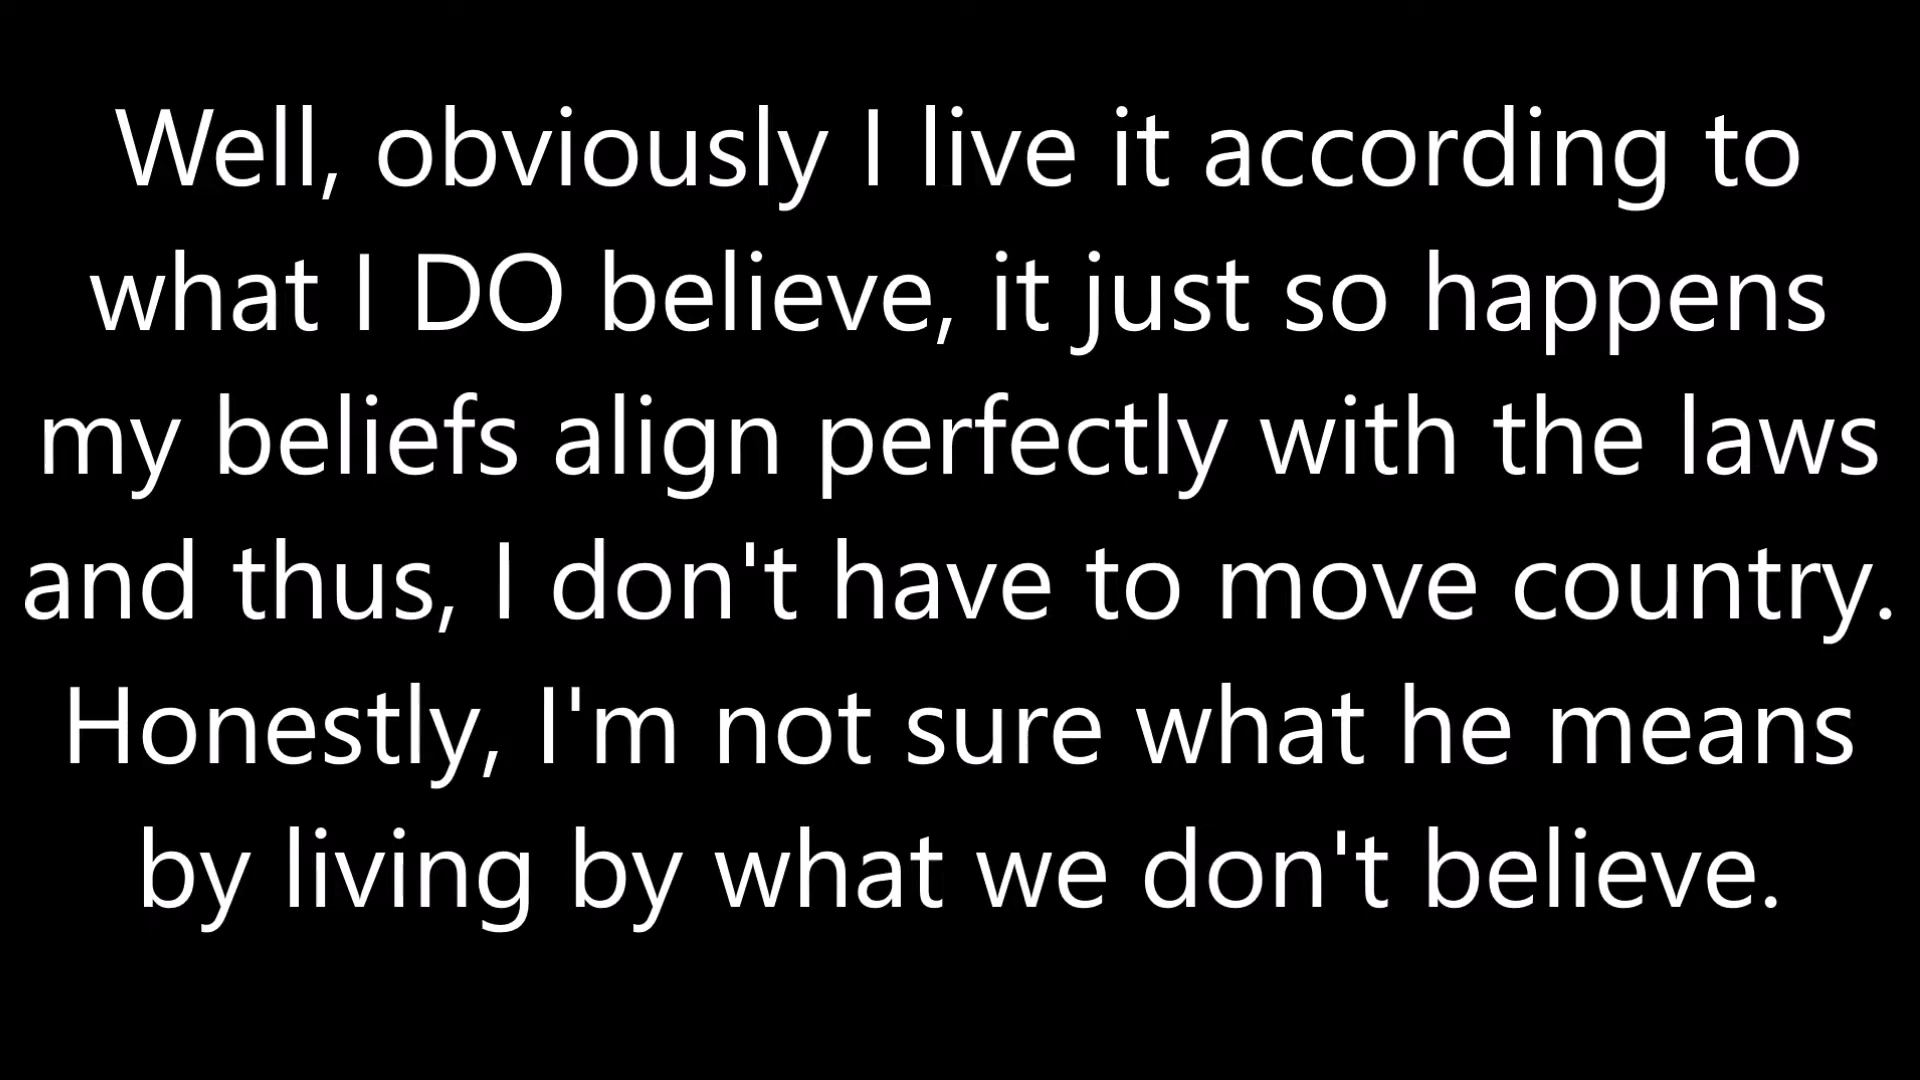 Well, obviously I live it according to
what I DO believe, it just so happens
my beliefs align perfectly with the laws
and thus, I don't have to move country.
Honestly, I'm not sure what he means
by living by what we don't believe.